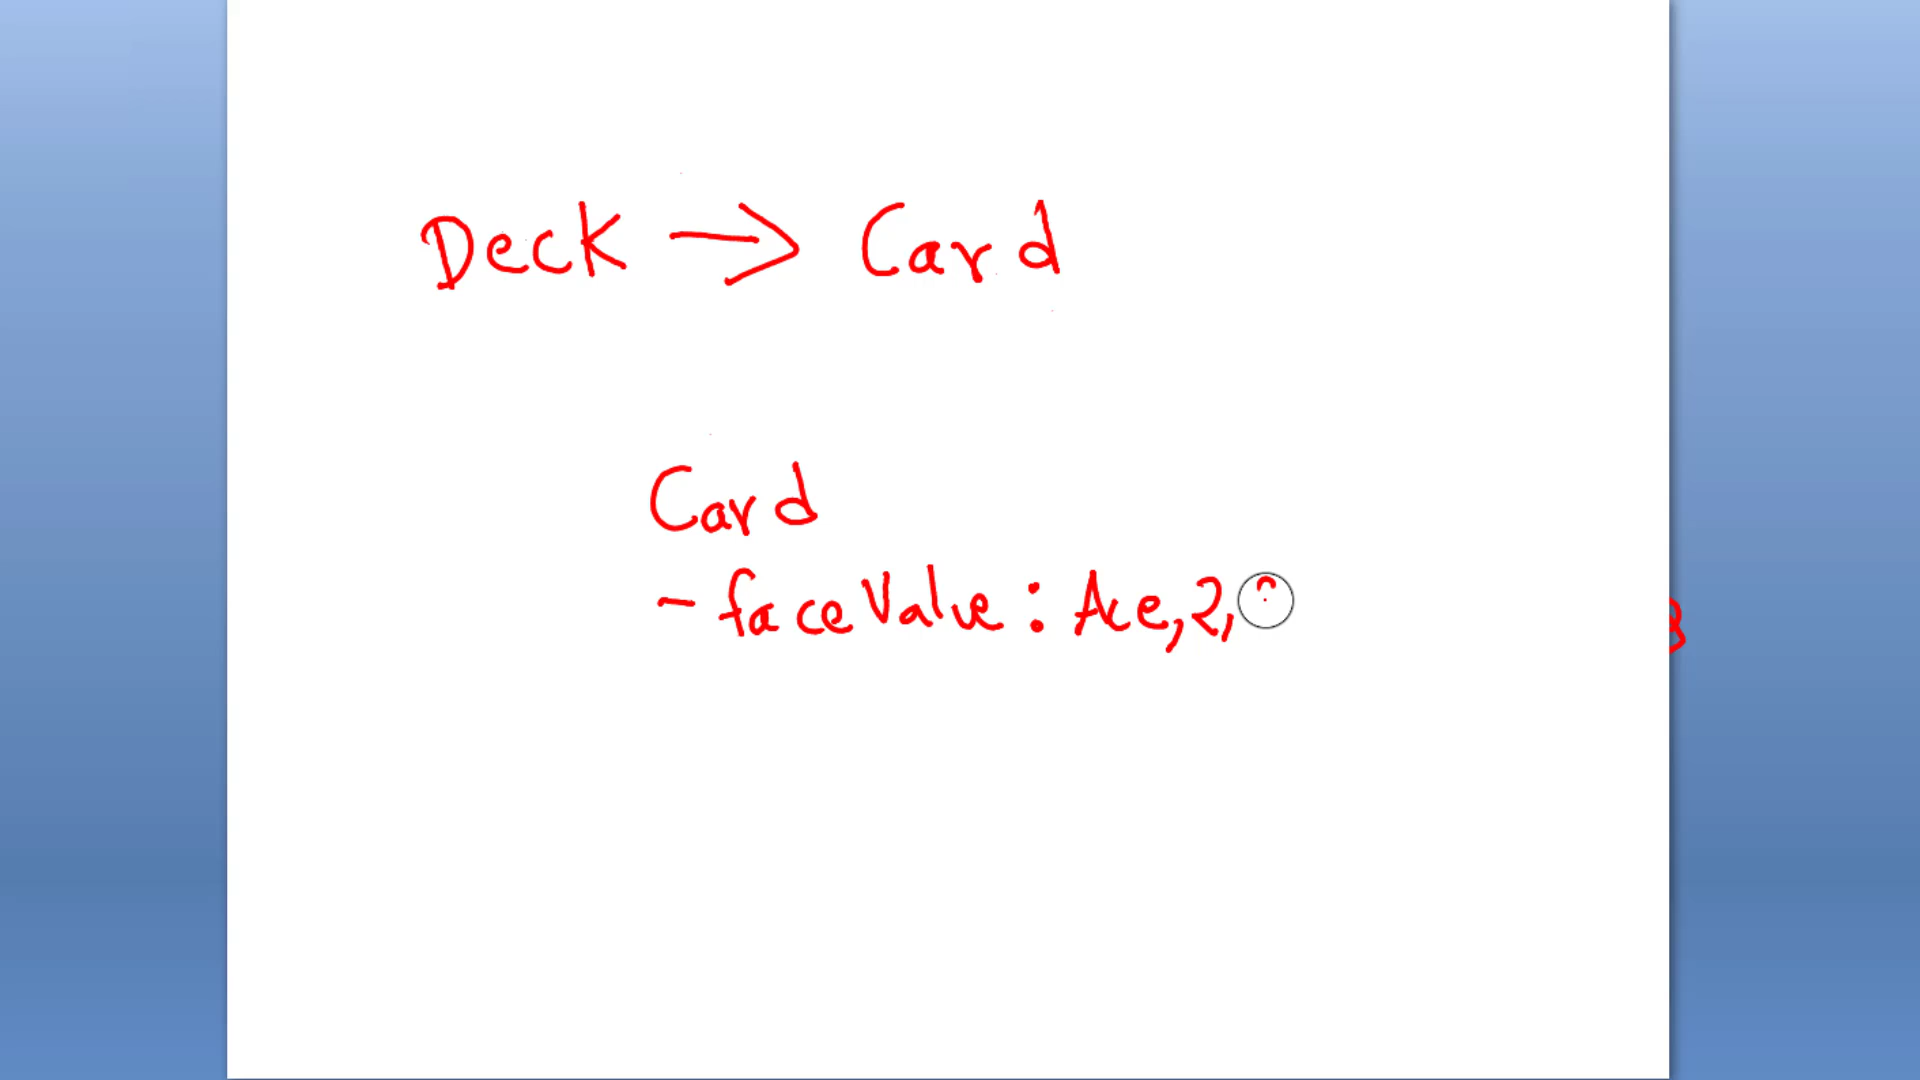 Deck → Card
Card
- faceValue: Ace, 2,